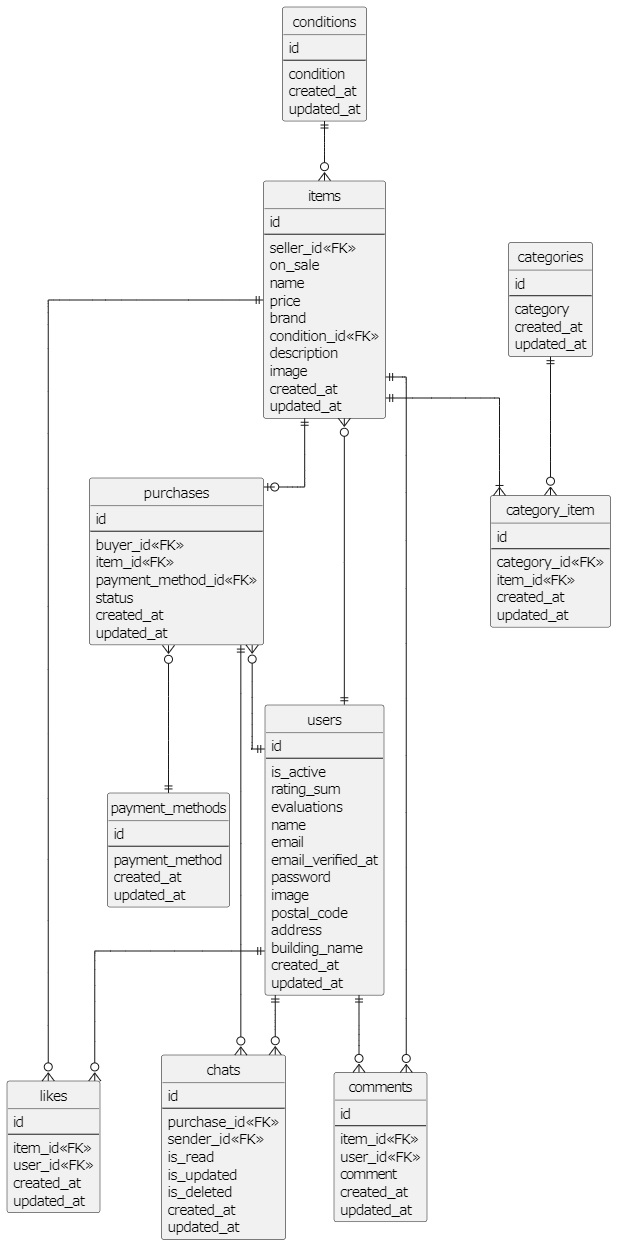 conditions
id
condition
created_at
updated_at
items
id
seller_id«FK»
on_sale
name
price
brand
condition_id«FK»
description
image
created_at
updated_at
categories
id
category
created_at
updated_at
purchases
id
buyer_id«FK»
item_id«FK»
payment_method_id«FK»
status
created_at
updated_at
category_item
id
category_id«FK»
item_id«FK»
created_at
updated_at
users
id
is_active
rating_sum
evaluations
name
email
email_verified_at
password
image
postal_code
address
building_name
created_at
updated_at
payment_methods
id
payment_method
created_at
updated_at
likes
id
item_id«FK»
user_id«FK»
created_at
updated_at
chats
id
purchase_id«FK»
sender_id«FK»
is_read
is_updated
is_deleted
created_at
updated_at
comments
id
item_id«FK»
user_id«FK»
comment
created_at
updated_at